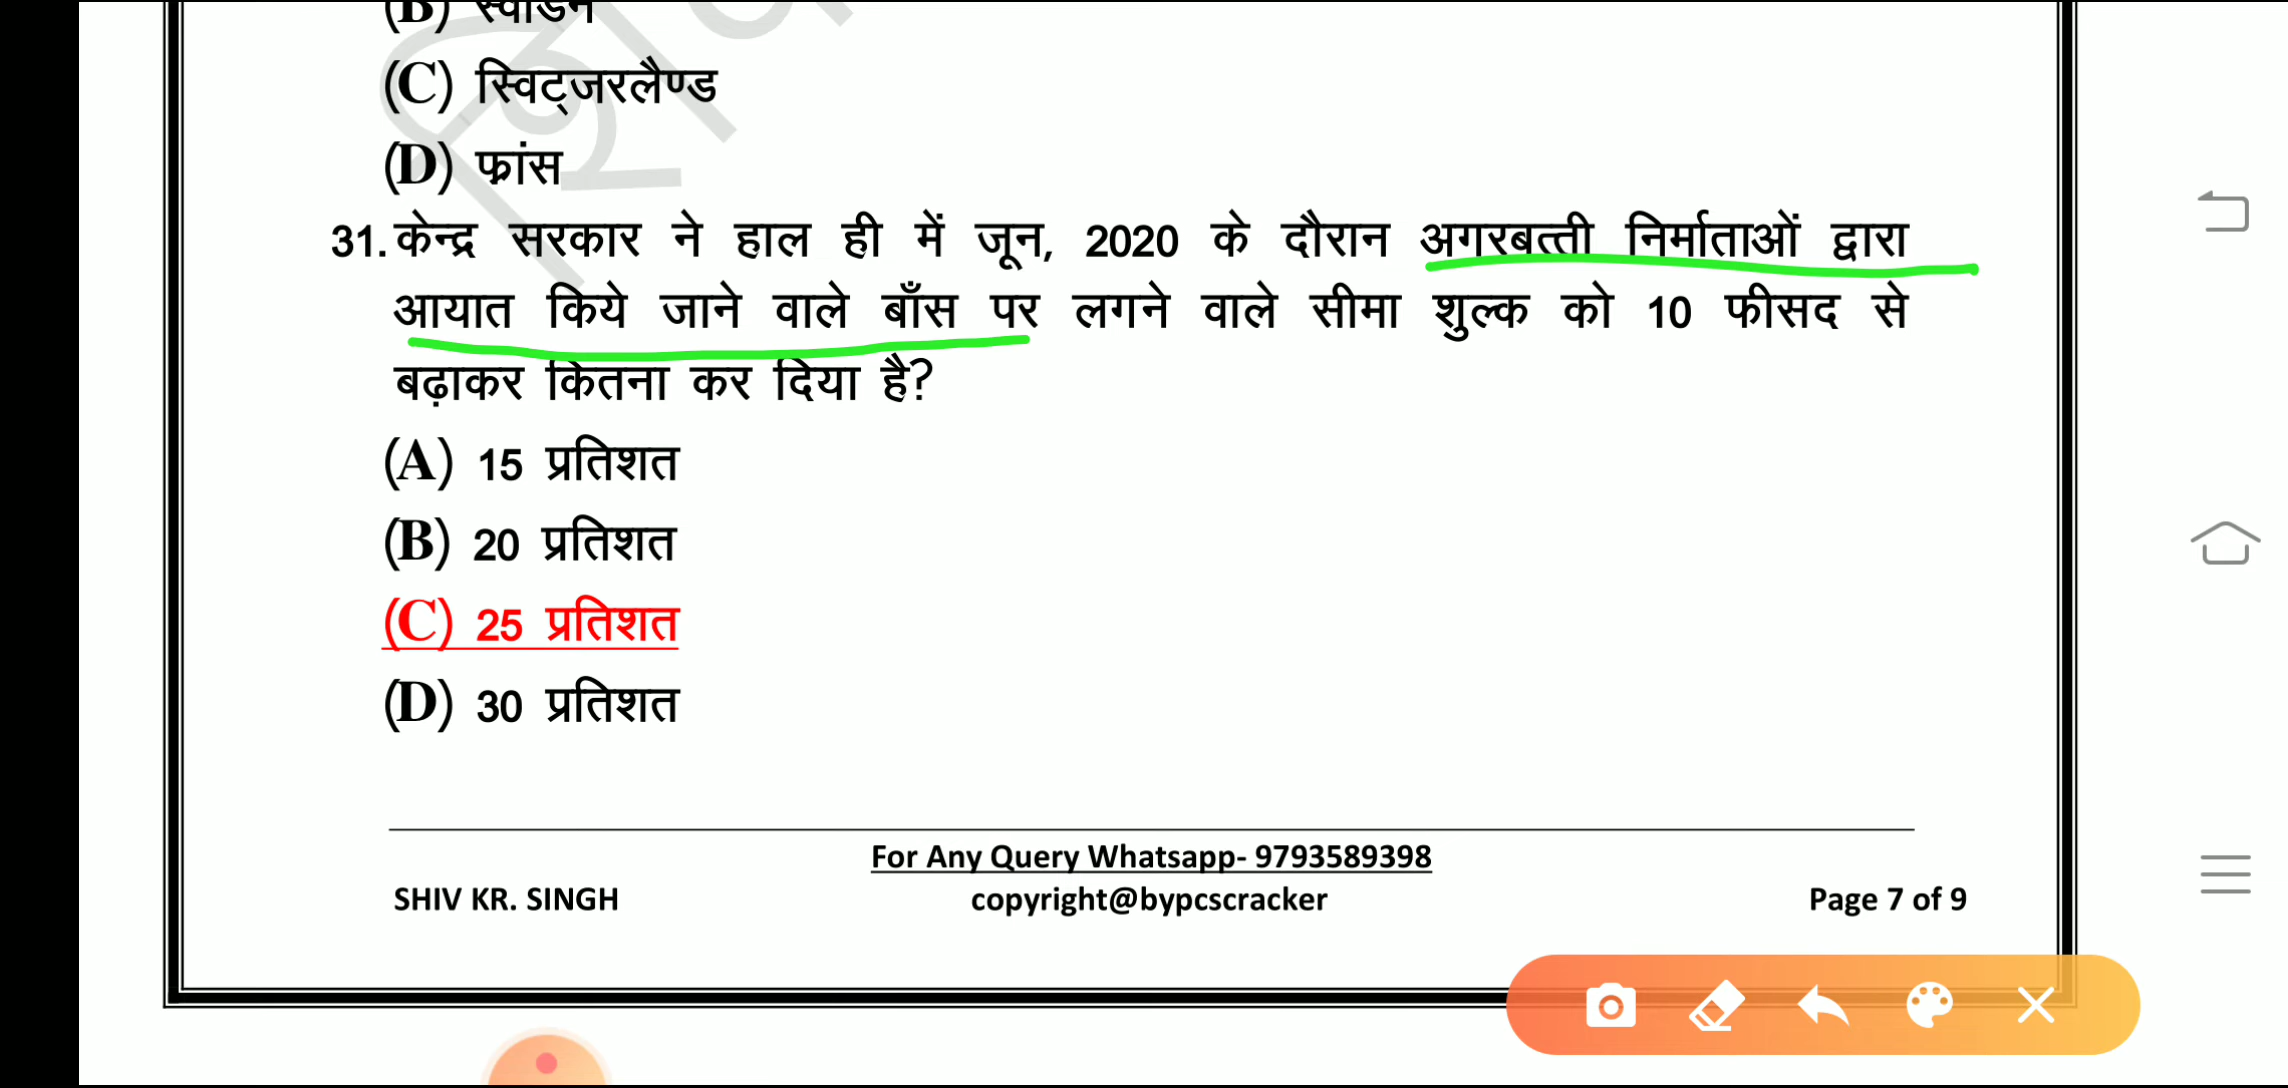 (B) स्वीडन
(C) स्विट्जरलैण्ड
(D) फ्रांस
31. केन्द्र सरकार ने हाल ही में जून, 2020 के दौरान अगरबत्ती निर्माताओं द्वारा
आयात किये जाने वाले बाँस पर लगने वाले सीमा शुल्क को 10 फीसद से
बढ़ाकर कितना कर दिया है?
(A) 15 प्रतिशत
(B) 20 प्रतिशत
(C) 25 प्रतिशत
(D) 30 प्रतिशत
For Any Query Whatsapp- 9793589398
SHIV KR. SINGH copyright@bypcscracker Page 7 of 9